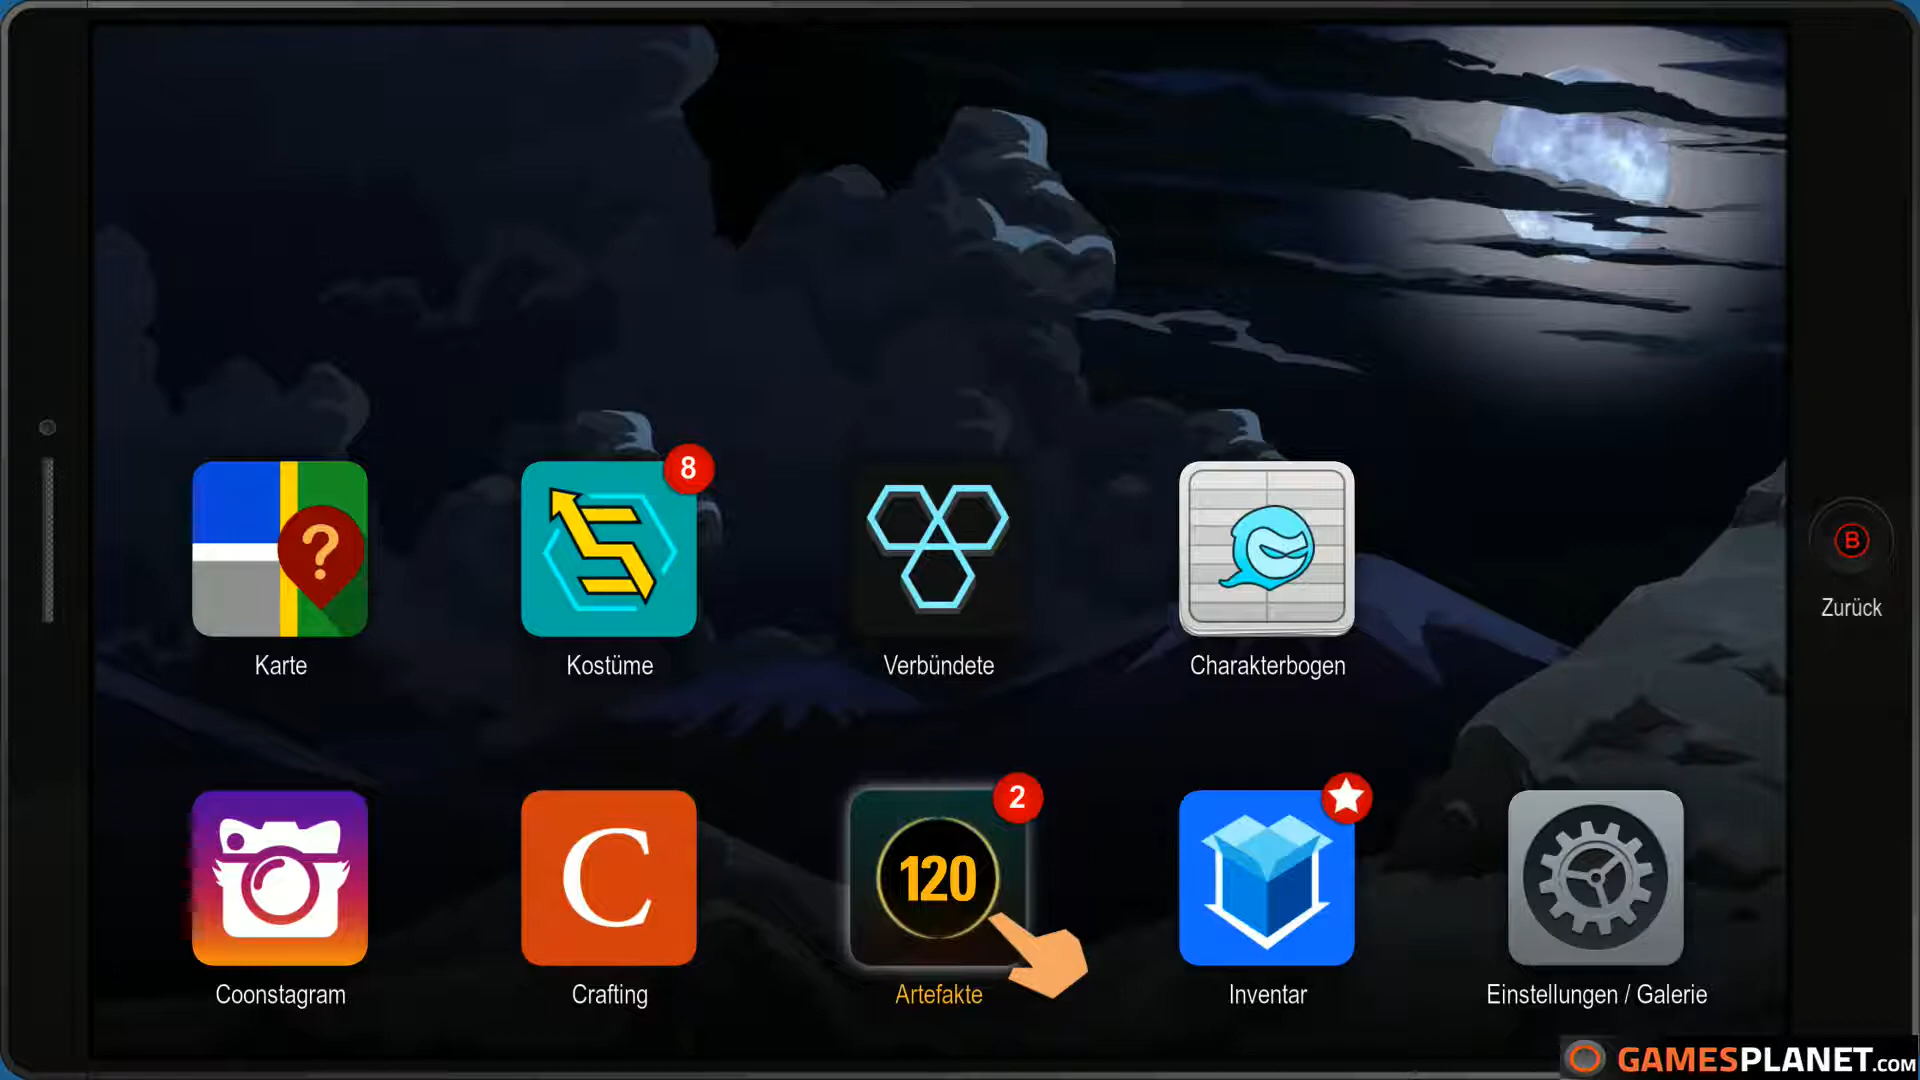 8
?
B
Zurück
Karte
Kostüme
Verbündete
Charakterbogen
2
C
120
Coonstagram
Crafting
Artefakte
Inventar
Einstellungen / Galerie
GAMESPLANET.COM